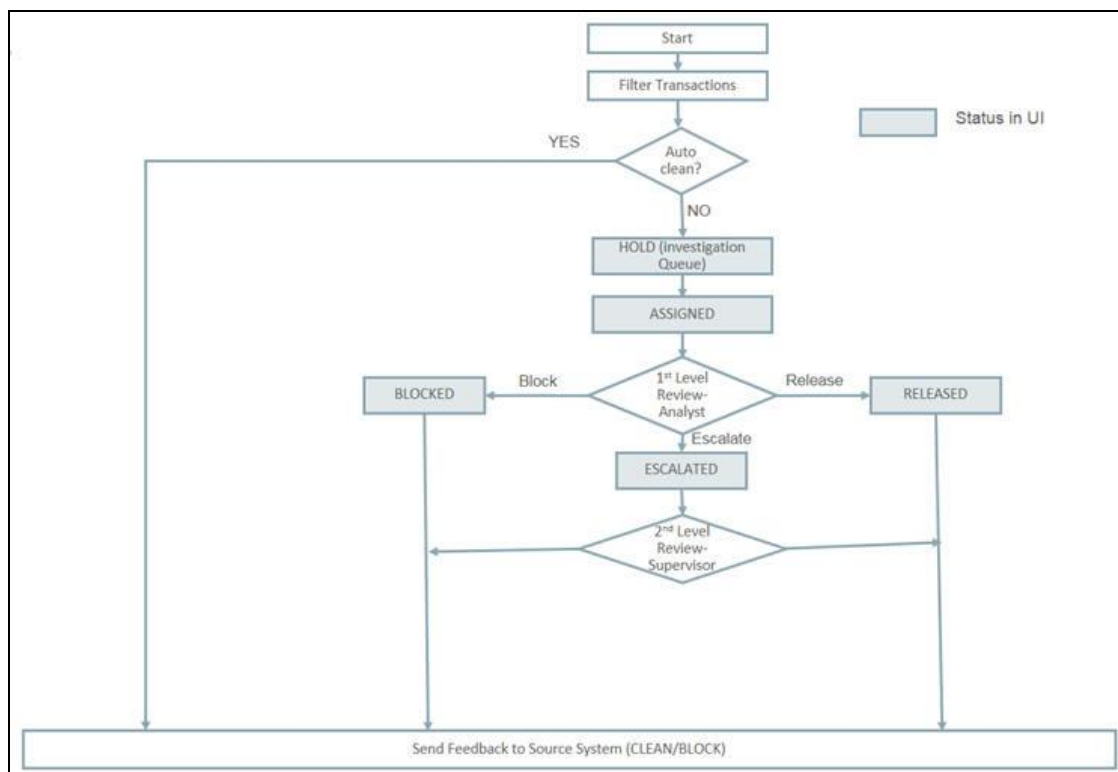 Start
Filter Transactions
Status in UI
YES
Auto
clean?
NO
HOLD (investigation
Queue)
ASSIGNED
BLOCKED
Block
1st Level
Review-
Analyst
Release
RELEASED
Escalate
ESCALATED
2nd Level
Review-
Supervisor
Send Feedback to Source System (CLEAN/BLOCK)